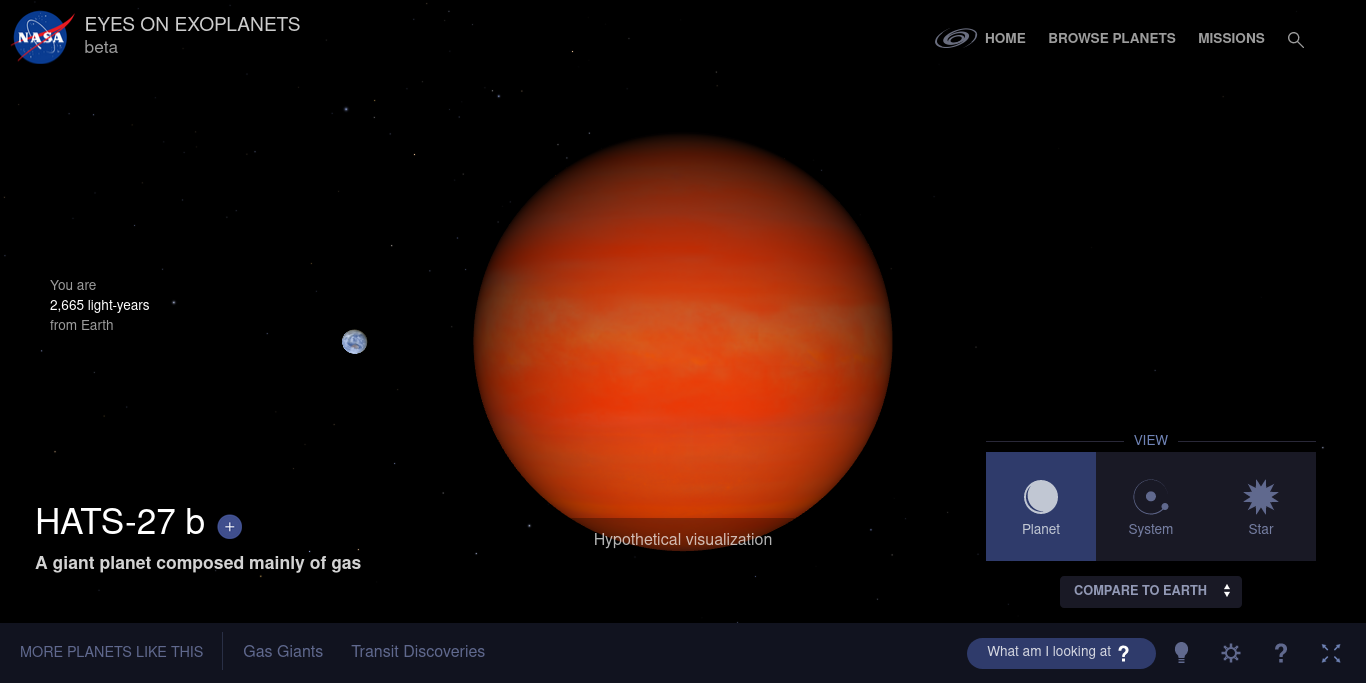 NASA
EYES ON EXOPLANETS
beta
HOME
BROWSE PLANETS
MISSIONS
You are
2,665 light-years
from Earth
HATS-27 b +
A giant planet composed mainly of gas
Hypothetical visualization
VIEW
Planet
System
Star
COMPARE TO EARTH
MORE PLANETS LIKE THIS
Gas Giants
Transit Discoveries
What am I looking at ?
?